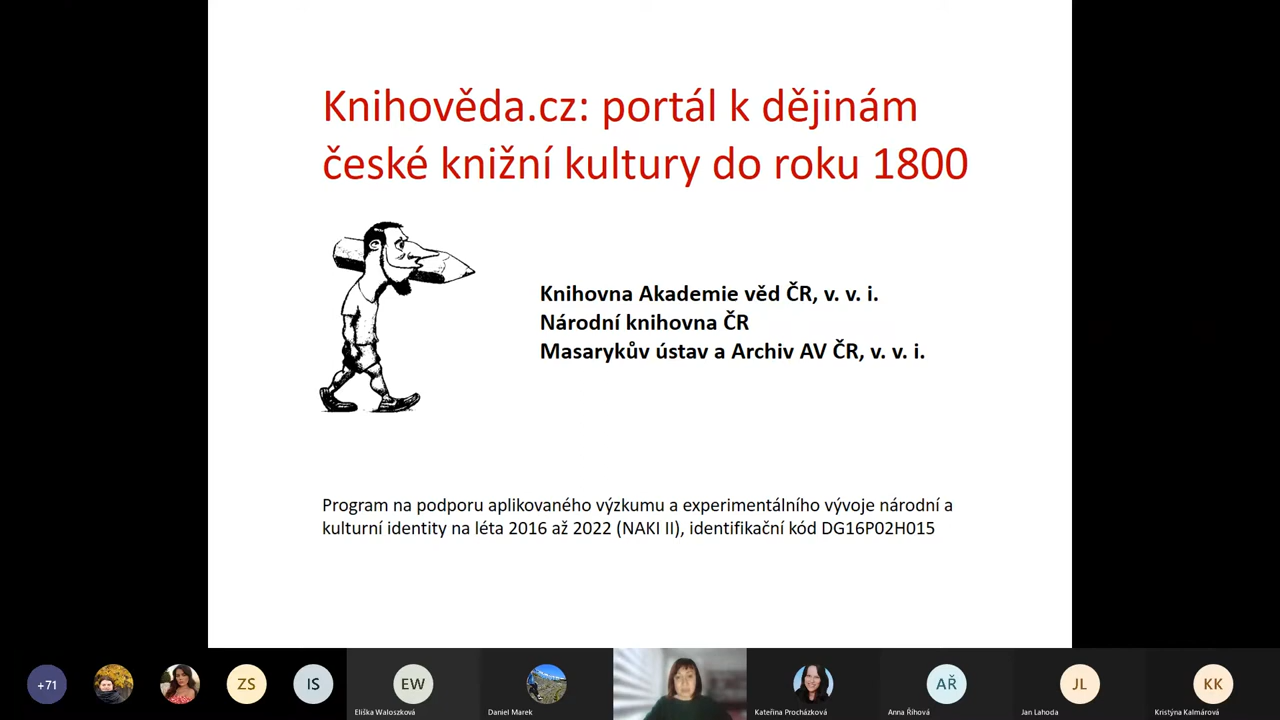 Knihověda.cz: portál k dějinám
české knižní kultury do roku 1800
Knihovna Akademie věd ČR, v. v. i.
Národní knihovna ČR
Masarykův ústav a Archiv AV ČR, v. v. i.
Program na podporu aplikovaného výzkumu a experimentálního vývoje národní a
kulturní identity na léta 2016 až 2022 (NAKI II), identifikační kód DG16P02H015
+71
ZS
IS
EW
Eliška Wałoszková
Daniel Marek
Kateřina Procházková
AŘ
Anna Říhová
JL
Jan Lahoda
KK
Kristýna Kalmárová